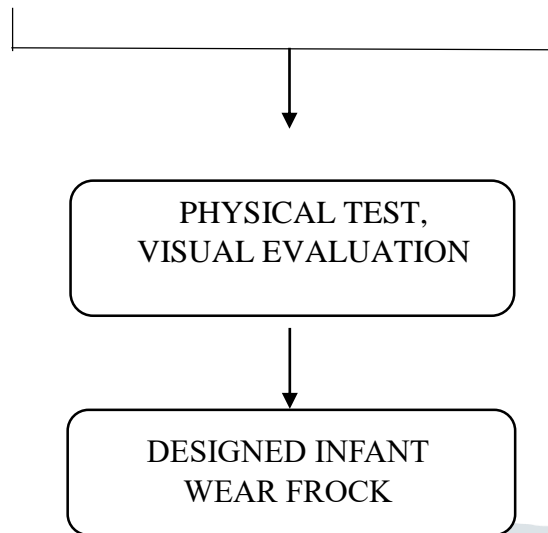 PHYSICAL TEST,
VISUAL EVALUATION
DESIGNED INFANT
WEAR FROCK